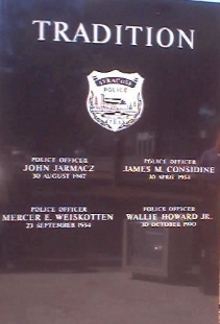 TRADITION
SYRACUSE
POLICE
POLICE OFFICER
JOHN JARMACZ
30 AUGUST 1947
POLICE OFFICER
JAMES M. CONSIDINE
10 APRIL 1954
POLICE OFFICER
MERCER E. WEISKOTTEN
23 SEPTEMBER 1954
POLICE OFFICER
WALLIE HOWARD JR.
30 OCTOBER 1990